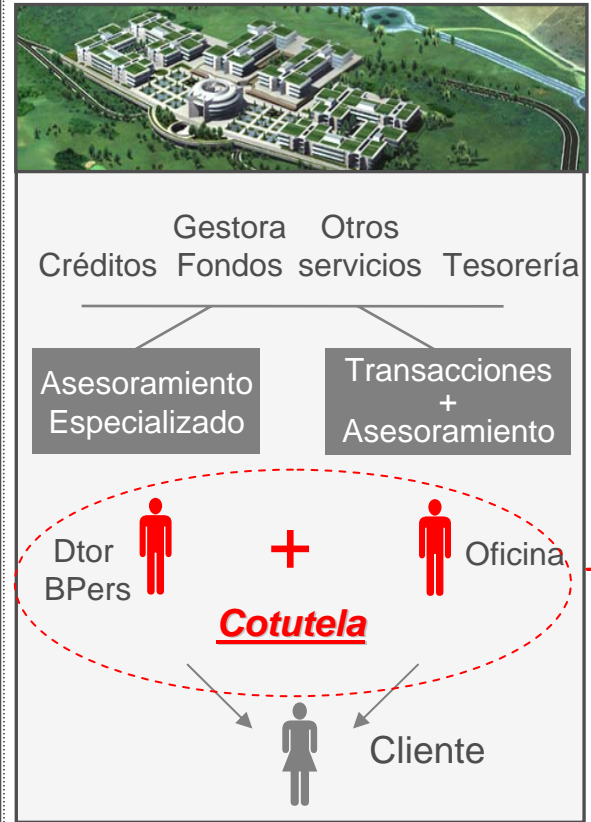 Gestora Otros
Créditos Fondos servicios Tesorería
Asesoramiento
Especializado
Transacciones
+
Asesoramiento
Dtor
BPers
+
Oficina
Cotutela
Cliente